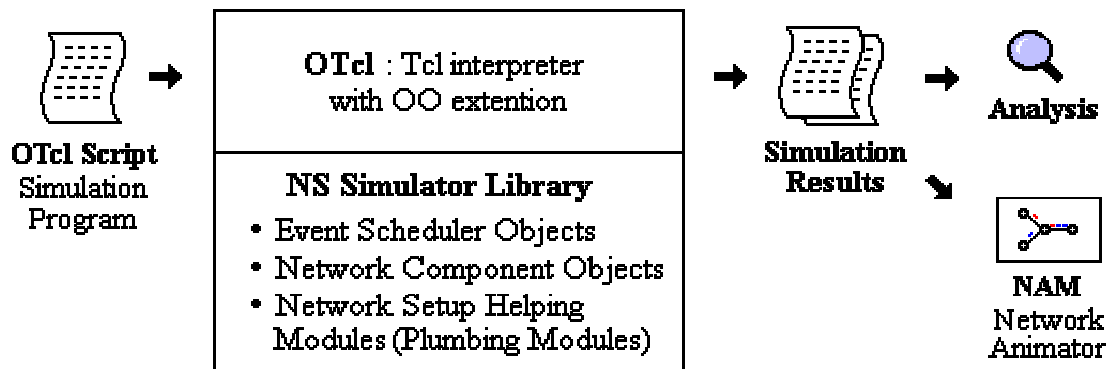 OTcl Script
Simulation
Program
OTcl : Tcl interpreter
with OO extention
NS Simulator Library
• Event Scheduler Objects
• Network Component Objects
• Network Setup Helping
Modules (Plumbing Modules)
Simulation
Results
Analysis
NAM
Network
Animator